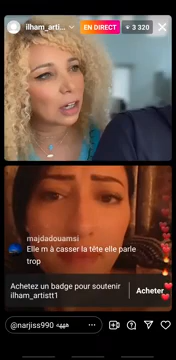 ilham_arti...
EN DIRECT
3 320
majdadouamsi
Elle m à casser la tête elle parle
trop
Achetez un badge pour soutenir
ilham_artistt1
Acheter
@narjiss990